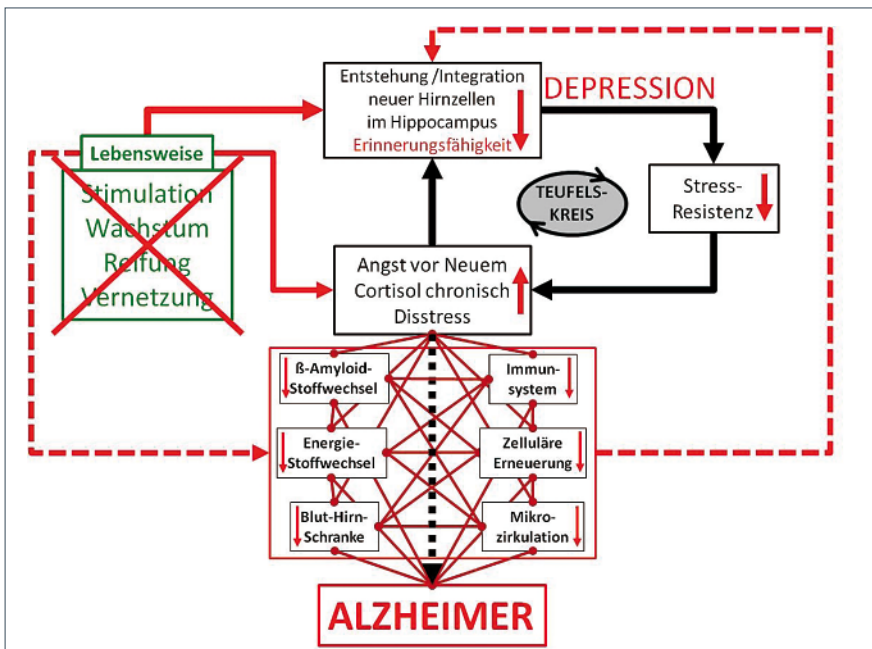 Entstehung /Integration
neuer Hirnzellen
im Hippocampus
Erinnerungsfähigkeit
DEPRESSION
Lebensweise
Stimulation
Wachstum
Reifung
Vernetzung
TEUFELS-
KREIS
Stress-
Resistenz
Angst vor Neuem
Cortisol chronisch
Disstress
ß-Amyloid-
Stoffwechsel
Immun-
system
Energie-
Stoffwechsel
Zelluläre
Erneuerung
Blut-Hirn-
Schranke
Mikro-
zirkulation
ALZHEIMER